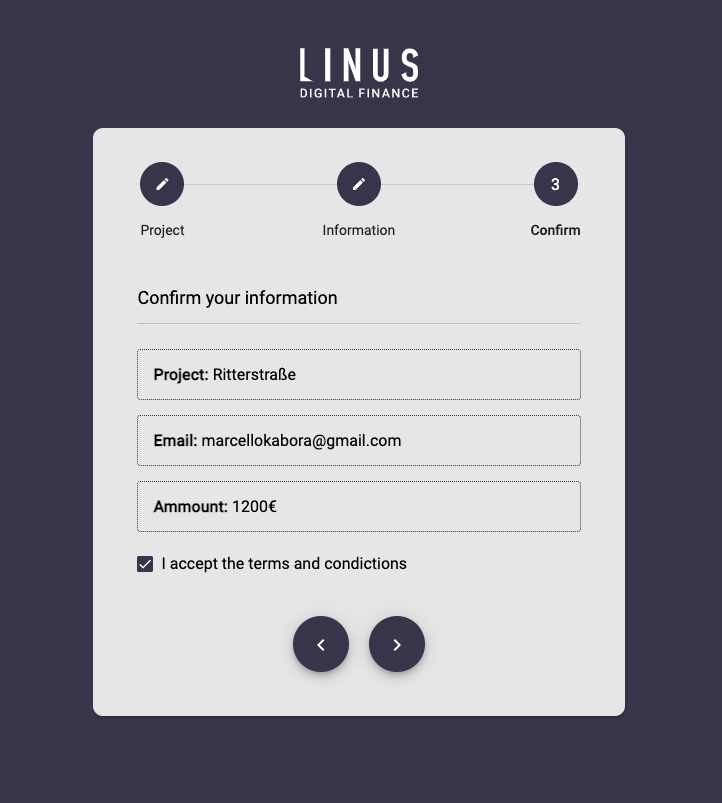 LINUS
DIGITAL FINANCE
3
Project Information Confirm
Confirm your information
Project: Ritterstraße
Email: marcellokabora@gmail.com
Ammount: 1200€
I accept the terms and condictions